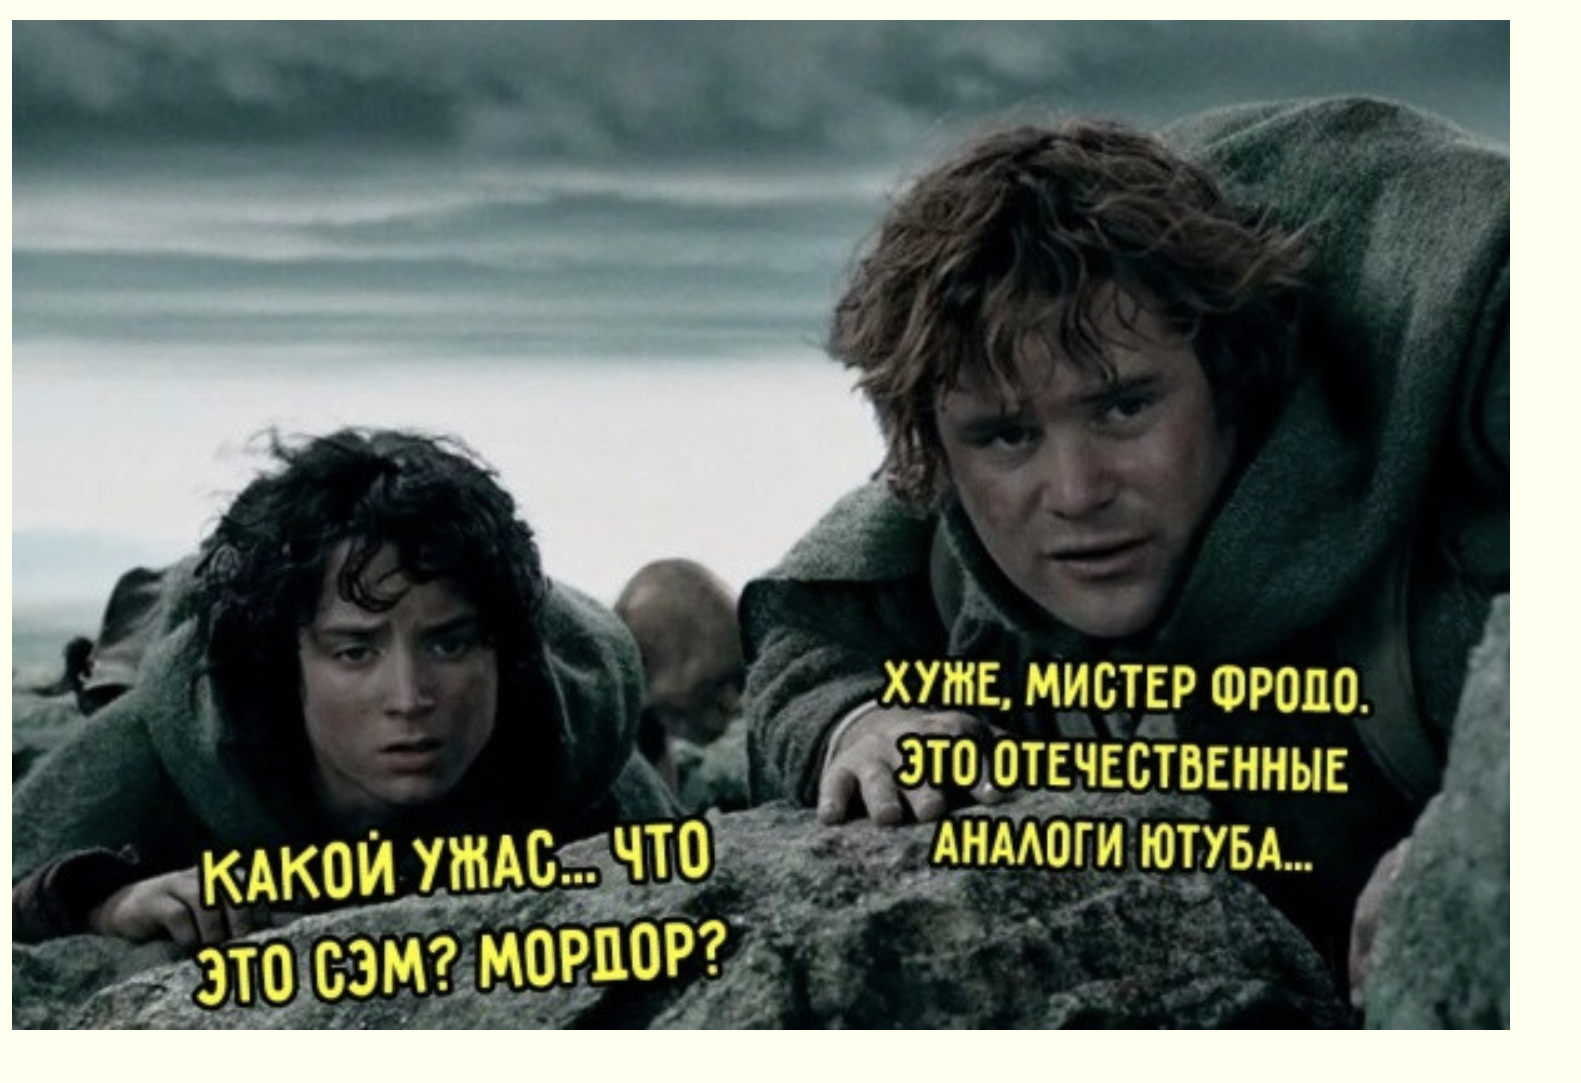 КАКОЙ УЖАС... ЧТО
ЭТО СЭМ? МОРДОР?
ХУЖЕ, МИСТЕР ФРОДО.
ЭТО ОТЕЧЕСТВЕННЫЕ
АНАЛОГИ ЮТУБА...